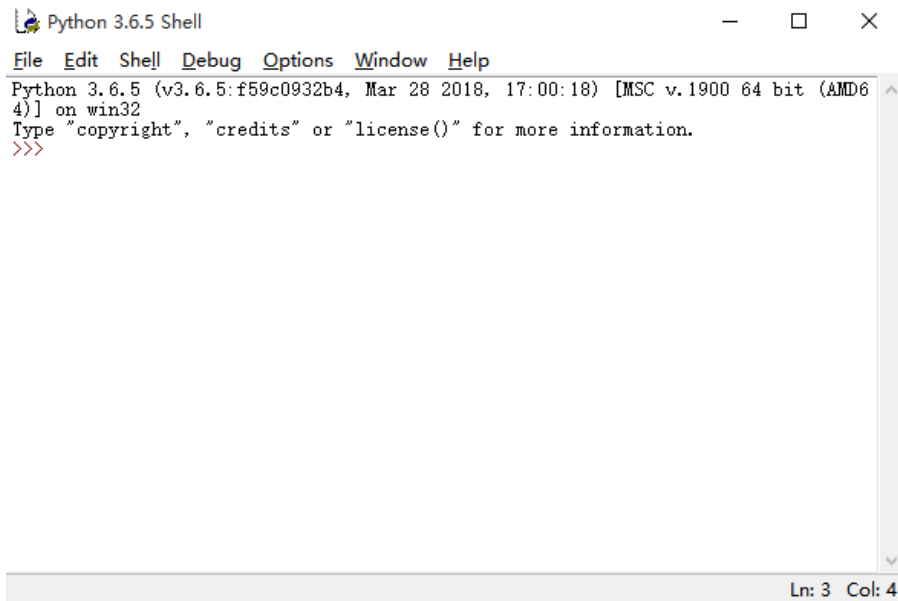 Python 3.6.5 Shell
File Edit Shell Debug Options Window Help
Python 3.6.5 (v3.6.5:f59c0932b4, Mar 28 2018, 17:00:18) [MSC v.1900 64 bit (AMD6
4)] on win32
Type "copyright", "credits" or "license()" for more information.
>>>
Ln: 3 Col: 4